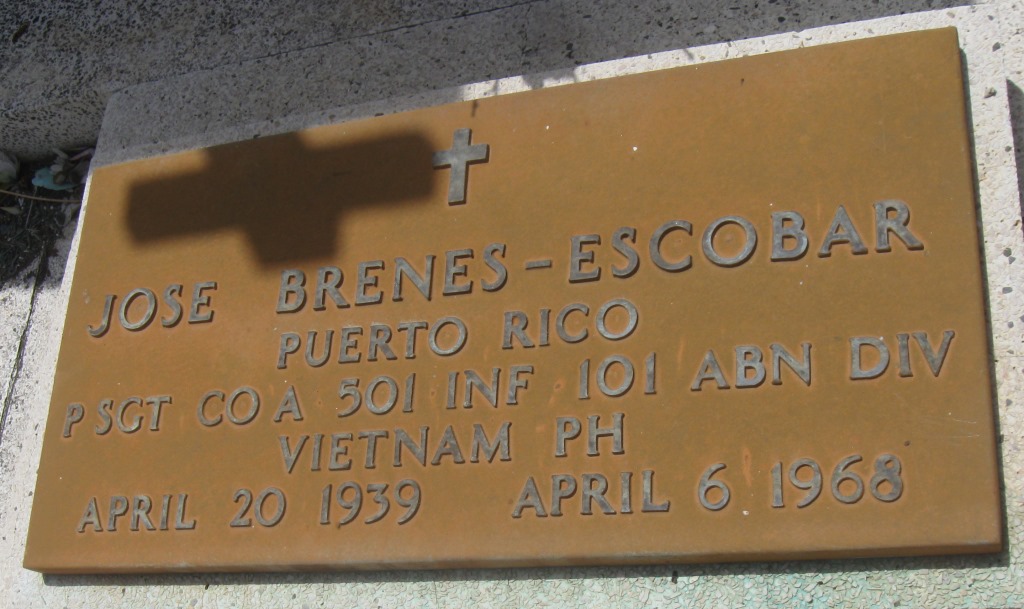 JOSE BRENES-ESCOBAR
PUERTO RICO
P SGT CO A 501 INF 101 ABN DIV
VIETNAM PH
APRIL 20 1939 APRIL 6 1968